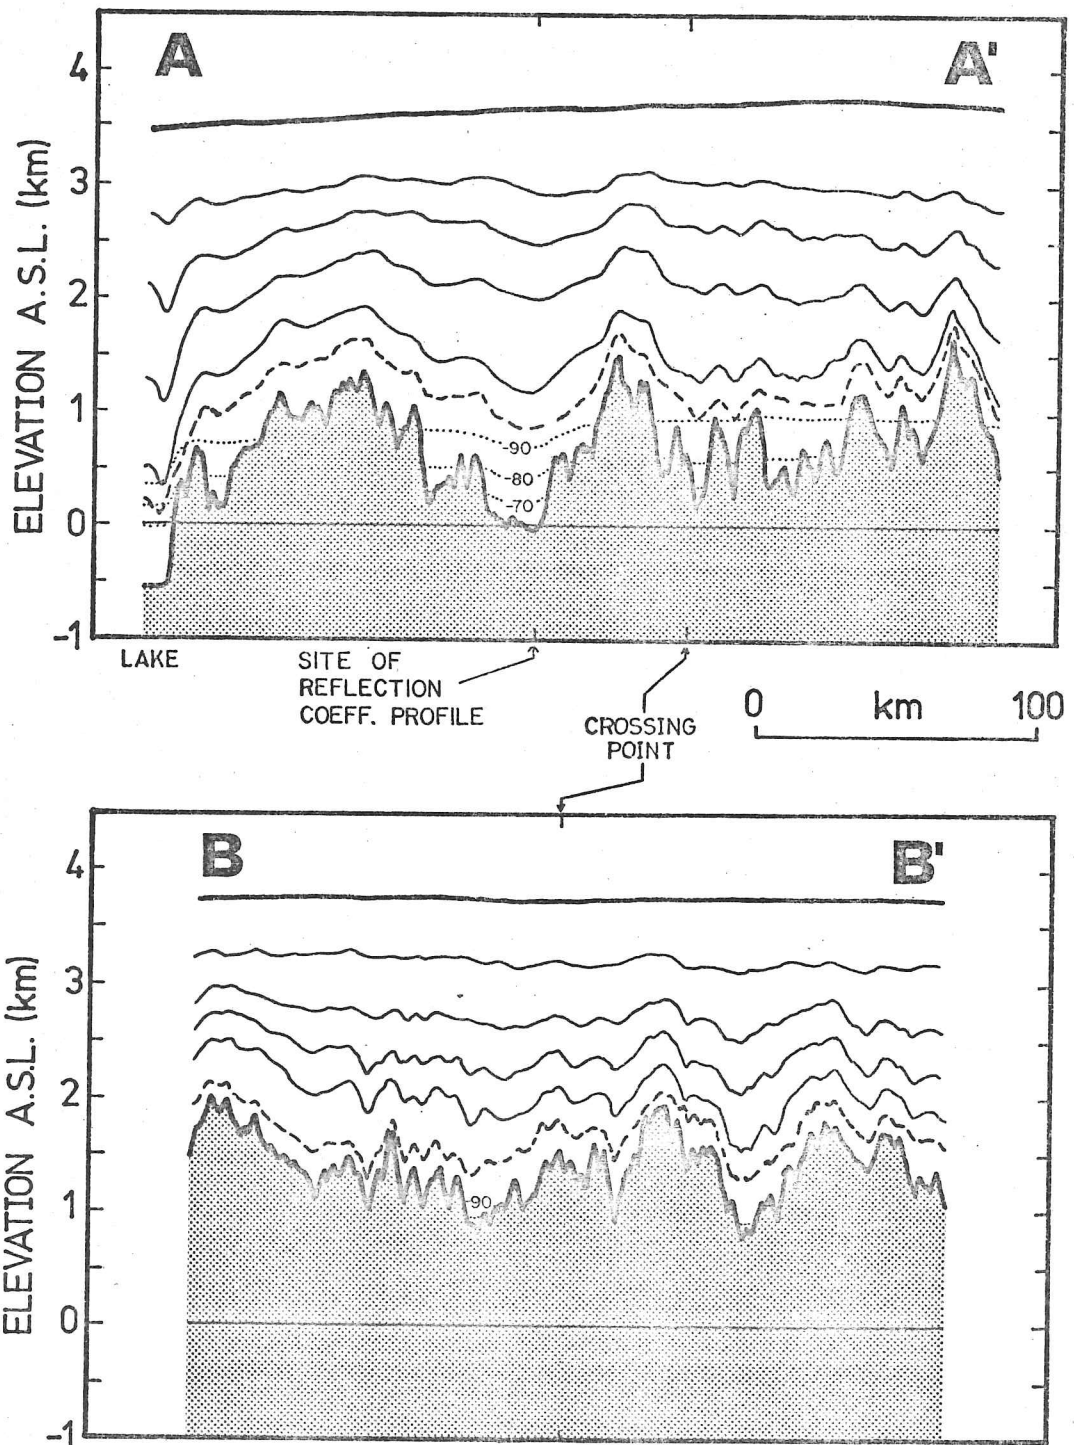 A A'
4
3
2
1
0
-1
ELEVATION A.S.L. (km)
-90
-80
-70
LAKE
SITE OF
REFLECTION
COEFF. PROFILE
CROSSING
POINT
0 km 100
B B'
4
3
2
1
0
-1
ELEVATION A.S.L. (km)
-90